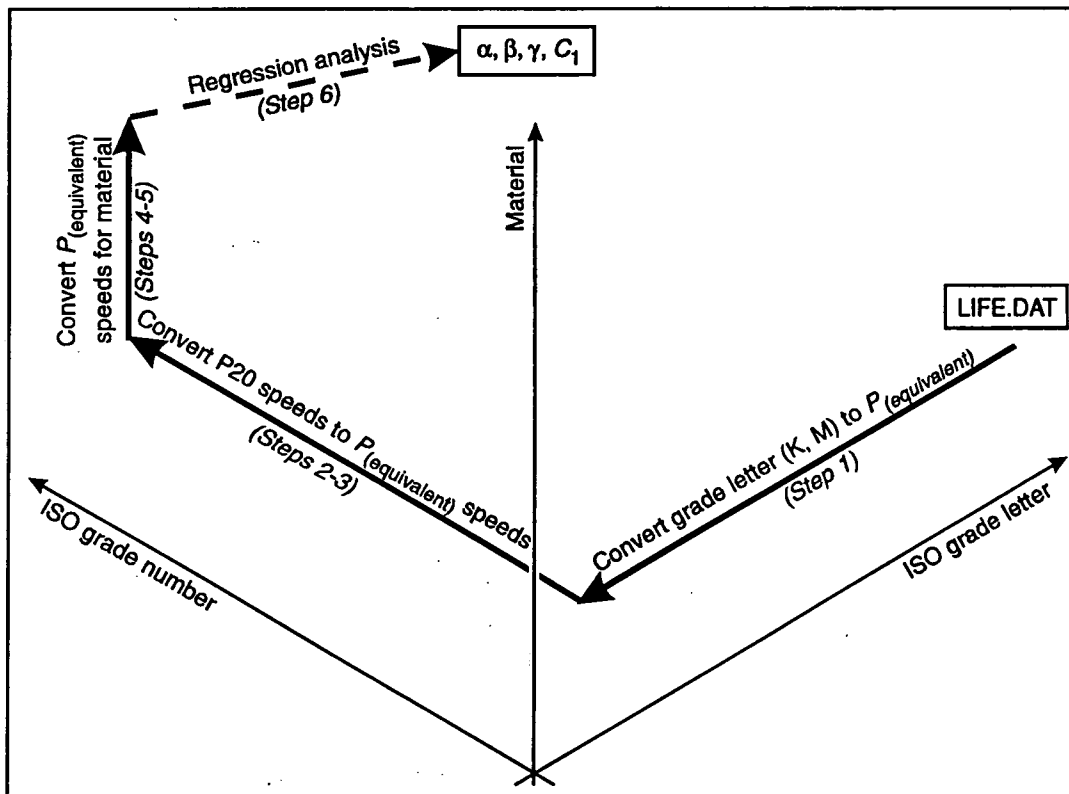 α, β, γ, C₁
Regression analysis
(Step 6)
Convert P(equivalent)
speeds for material
(Steps 4-5)
Material
LIFE.DAT
Convert P20 speeds to P(equivalent) speeds
(Steps 2-3)
Convert grade letter (K, M) to P(equivalent)
(Step 1)
ISO grade number
ISO grade letter